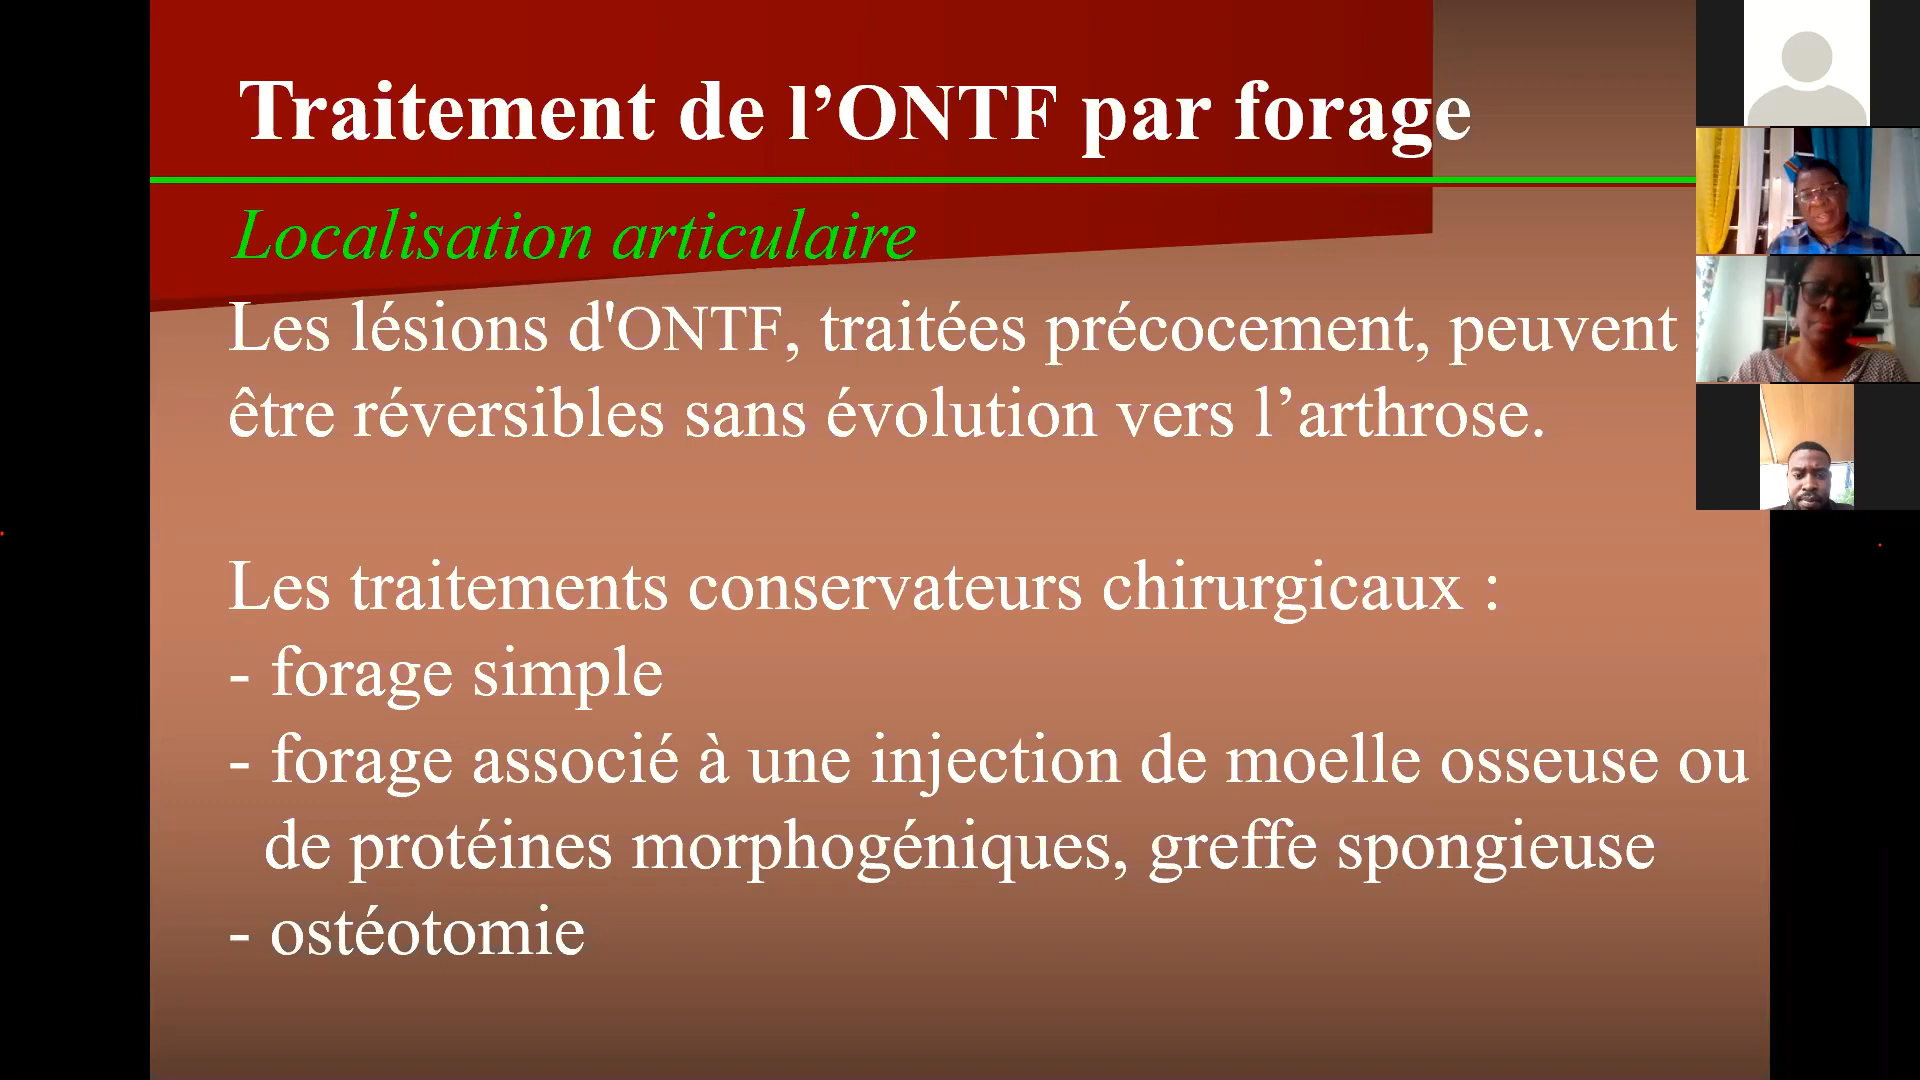 Traitement de l’ONTF par forage
Localisation articulaire
Les lésions d'ONTF, traitées précocement, peuvent
être réversibles sans évolution vers l’arthrose.
Les traitements conservateurs chirurgicaux :
- forage simple
- forage associé à une injection de moelle osseuse ou
de protéines morphogéniques, greffe spongieuse
- ostéotomie